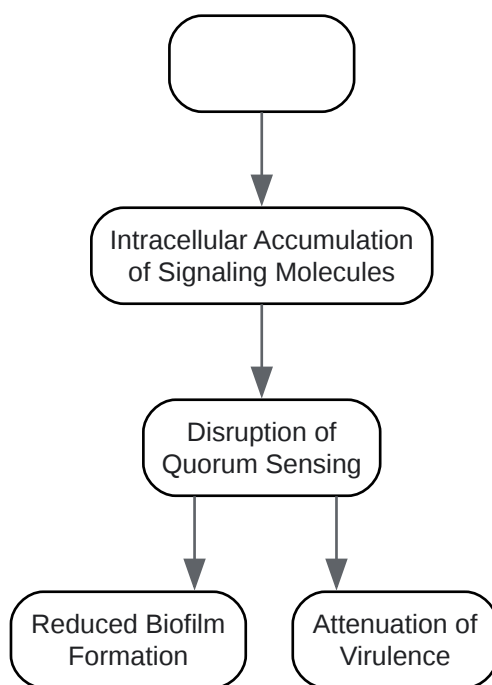 Intracellular Accumulation
of Signaling Molecules
Disruption of
Quorum Sensing
Reduced Biofilm
Formation
Attenuation of
Virulence